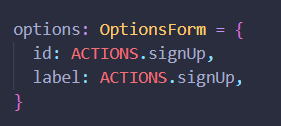 options: OptionsForm = {
id: ACTIONS.signUp,
label: ACTIONS.signUp,
}